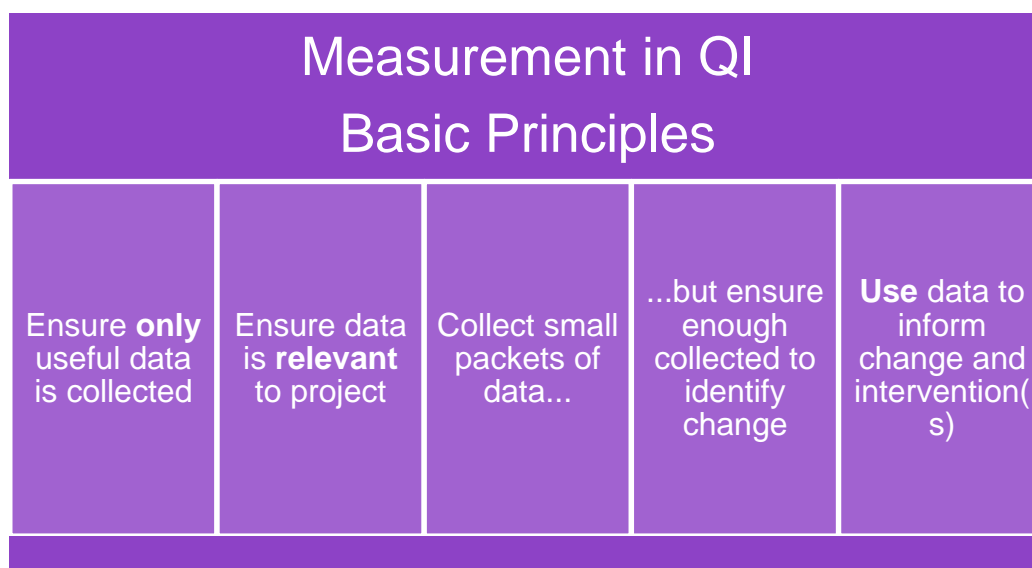 Measurement in QI
Basic Principles
Ensure only
useful data
is collected
Ensure data
is relevant
to project
Collect small
packets of
data...
...but ensure
enough
collected to
identify
change
Use data to
inform
change and
intervention(
s)